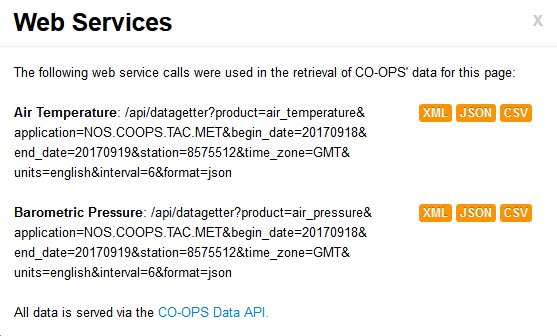 Web Services
x
The following web service calls were used in the retrieval of CO-OPS' data for this page:
Air Temperature: /api/datagetter?product=air_temperature&
application=NOS.COOPS.TAC.MET&begin_date=20170918&
end_date=20170919&station=8575512&time_zone=GMT&
units=english&interval=6&format=json
XML JSON CSV
Barometric Pressure: /api/datagetter?product=air_pressure&
application=NOS.COOPS.TAC.MET&begin_date=20170918&
end_date=20170919&station=8575512&time_zone=GMT&
units=english&interval=6&format=json
XML JSON CSV
All data is served via the CO-OPS Data API.